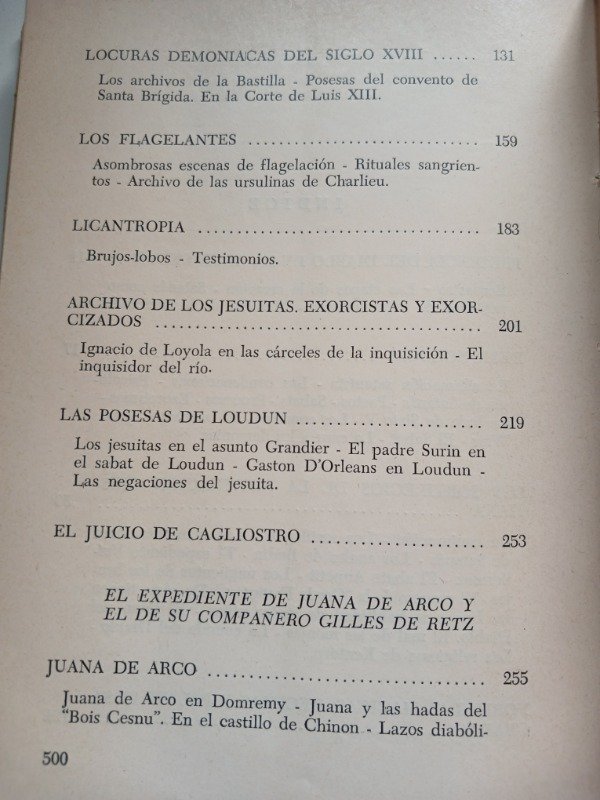 LOCURAS DEMONIACAS DEL SIGLO XVIII ...... 131
Los archivos de la Bastilla - Posesas del convento de
Santa Brígida. En la Corte de Luis XIII.
LOS FLAGELANTES .............................. 159
Asombrosas escenas de flagelación - Rituales sangrien-
tos - Archivo de las ursulinas de Charlieu.
LICANTROPIA .................................... 183
Brujos-lobos - Testimonios.
ARCHIVO DE LOS JESUITAS. EXORCISTAS Y EXOR-
CIZADOS ........................................ 201
Ignacio de Loyola en las cárceles de la inquisición - El
inquisidor del río.
LAS POSESAS DE LOUDUN ....................... 219
Los jesuitas en el asunto Grandier - El padre Surin en
el sabat de Loudun - Gaston D'Orleans en Loudun -
Las negaciones del jesuita.
EL JUICIO DE CAGLIOSTRO ..................... 253
EL EXPEDIENTE DE JUANA DE ARCO Y
EL DE SU COMPAÑERO GILLES DE RETZ
JUANA DE ARCO ................................. 255
Juana de Arco en Domremy - Juana y las hadas del
"Bois Cesnu". En el castillo de Chinon - Lazos diabóli-
500